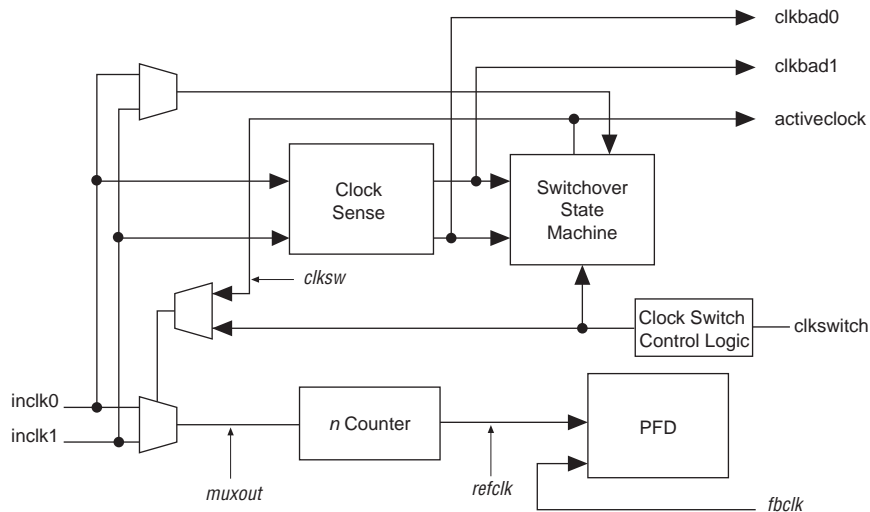 clkbad0
clkbad1
activeclock
Clock
Sense
Switchover
State
Machine
clksw
Clock Switch
Control Logic
clkswitch
inclk0
inclk1
n Counter
PFD
muxout
refclk
fbclk